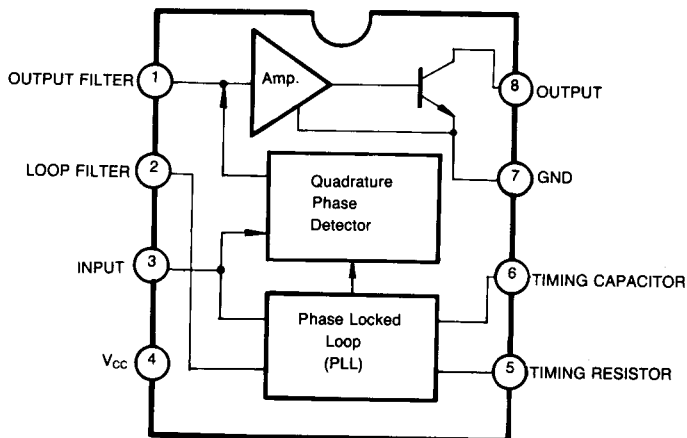 OUTPUT FILTER
1
Amp.
8
OUTPUT
LOOP FILTER
2
Quadrature
Phase
Detector
7
GND
INPUT
3
6
TIMING CAPACITOR
Phase Locked
Loop
(PLL)
VCC
4
5
TIMING RESISTOR